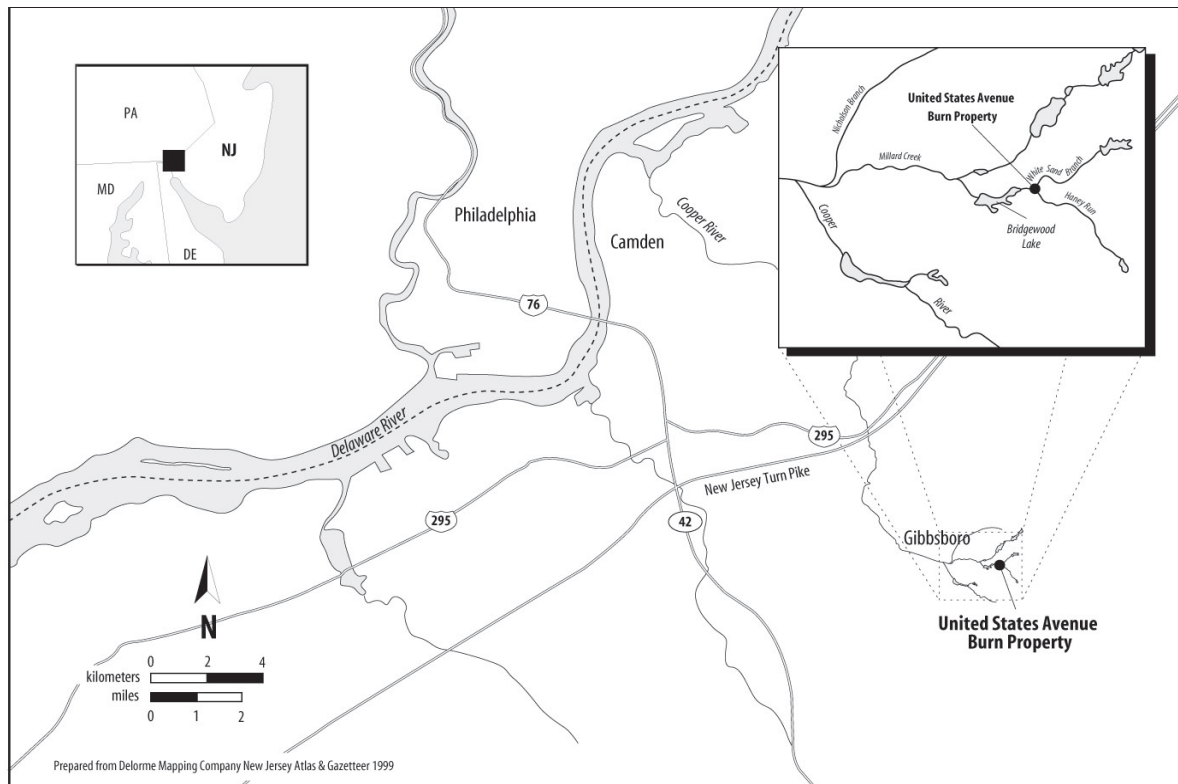 PA
NJ
MD
DE
Philadelphia
Camden
Cooper River
76
Delaware River
295
295
New Jersey Turn Pike
42
Gibbsboro
United States Avenue
Burn Property
United States Avenue
Burn Property
Nicholson Branch
Millard Creek
White Sand Branch
Haney Run
Bridgewood
Lake
Cooper
River
N
0 2 4
kilometers
miles
0 1 2
Prepared from Delorme Mapping Company New Jersey Atlas & Gazetteer 1999